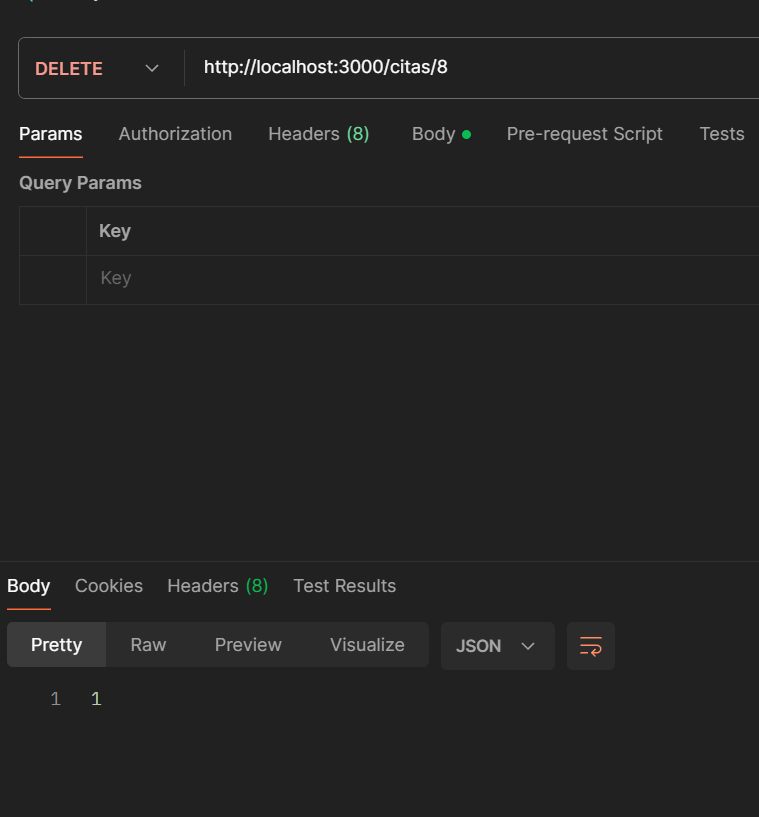 DELETE http://localhost:3000/citas/8
Params Authorization Headers (8) Body Pre-request Script Tests
Query Params
Key
Key
Body Cookies Headers (8) Test Results
Pretty Raw Preview Visualize JSON
1 1